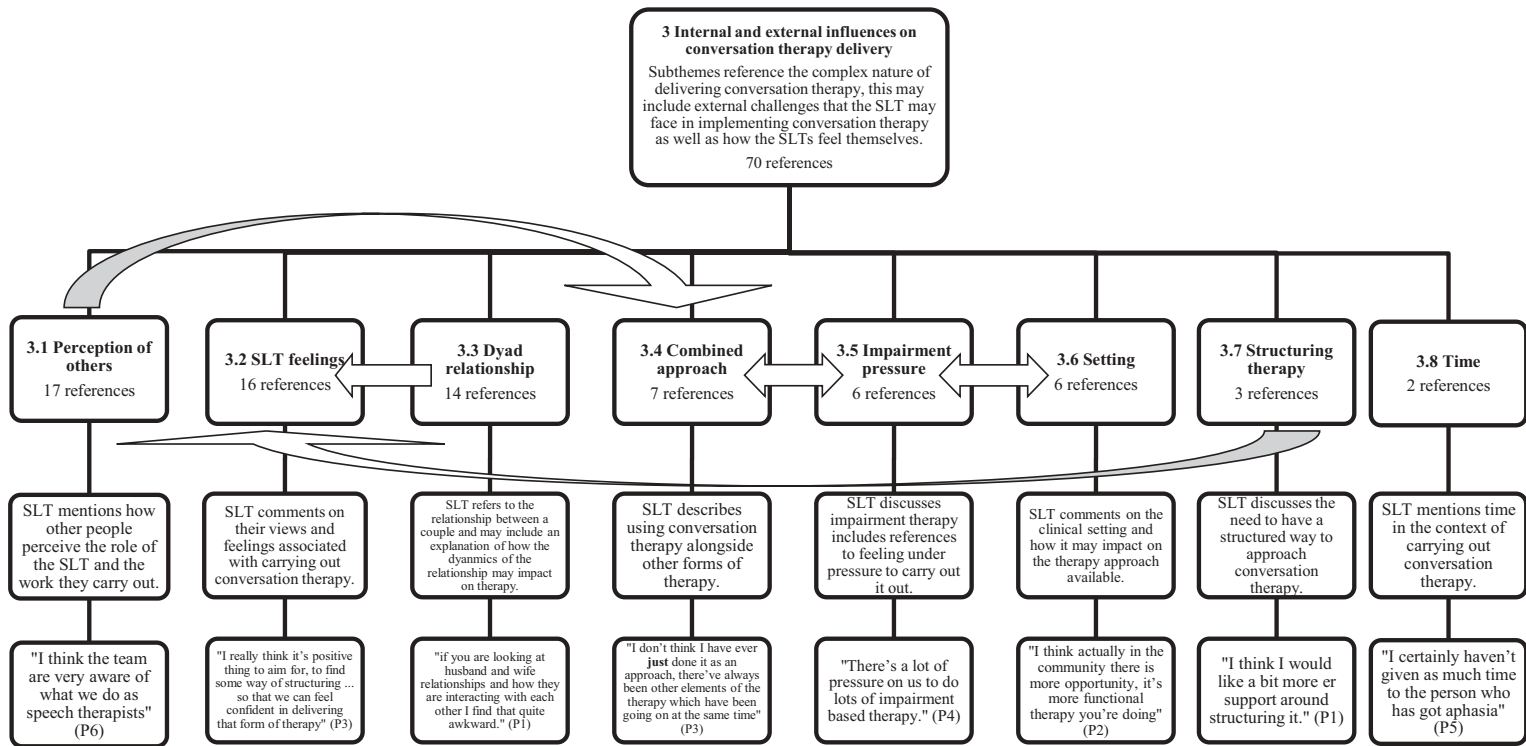 3 Internal and external influences on
conversation therapy delivery
Subthemes reference the complex nature of
delivering conversation therapy, this may
include external challenges that the SLT may
face in implementing conversation therapy
as well as how the SLTs feel themselves.
70 references
3.1 Perception of
others
17 references
3.2 SLT feelings
16 references
3.3 Dyad
relationship
14 references
3.4 Combined
approach
7 references
3.5 Impairment
pressure
6 references
3.6 Setting
6 references
3.7 Structuring
therapy
3 references
3.8 Time
2 references
SLT mentions how
other people
perceive the role of
the SLT and the
work they carry out.
SLT comments on
their views and
feelings associated
with carrying out
conversation therapy.
SLT refers to the
relationship between a
couple and may include an
explanation of how the
dyanmics of the
relationship may impact
on therapy.
SLT describes
using conversation
therapy alongside
other forms of
therapy.
SLT discusses
impairment therapy
includes references
to feeling under
pressure to carry out
it out.
SLT comments on the
clinical setting and
how it may impact on
the therapy approach
available.
SLT discusses the
need to have a
structured way to
approach
conversation
therapy.
SLT mentions time
in the context of
carrying out
conversation
therapy.
"I think the team
are very aware of
what we do as
speech therapists"
(P6)
"I really think it's positive
thing to aim for, to find
some way of structuring ...
so that we can feel
confident in delivering
that form of therapy" (P3)
"if you are looking at
husband and wife
relationships and how they
are interacting with each
other I find that quite
awkward." (P1)
"I don't think I have ever
just done it as an
approach, there've always
been other elements of the
therapy which have been
going on at the same time"
(P3)
"There's a lot of
pressure on us to do
lots of impairment
based therapy." (P4)
"I think actually in the
community there is
more opportunity, it's
more functional
therapy you're doing"
(P2)
"I think I would
like a bit more er
support around
structuring it." (P1)
"I certainly haven't
given as much time
to the person who
has got aphasia"
(P5)